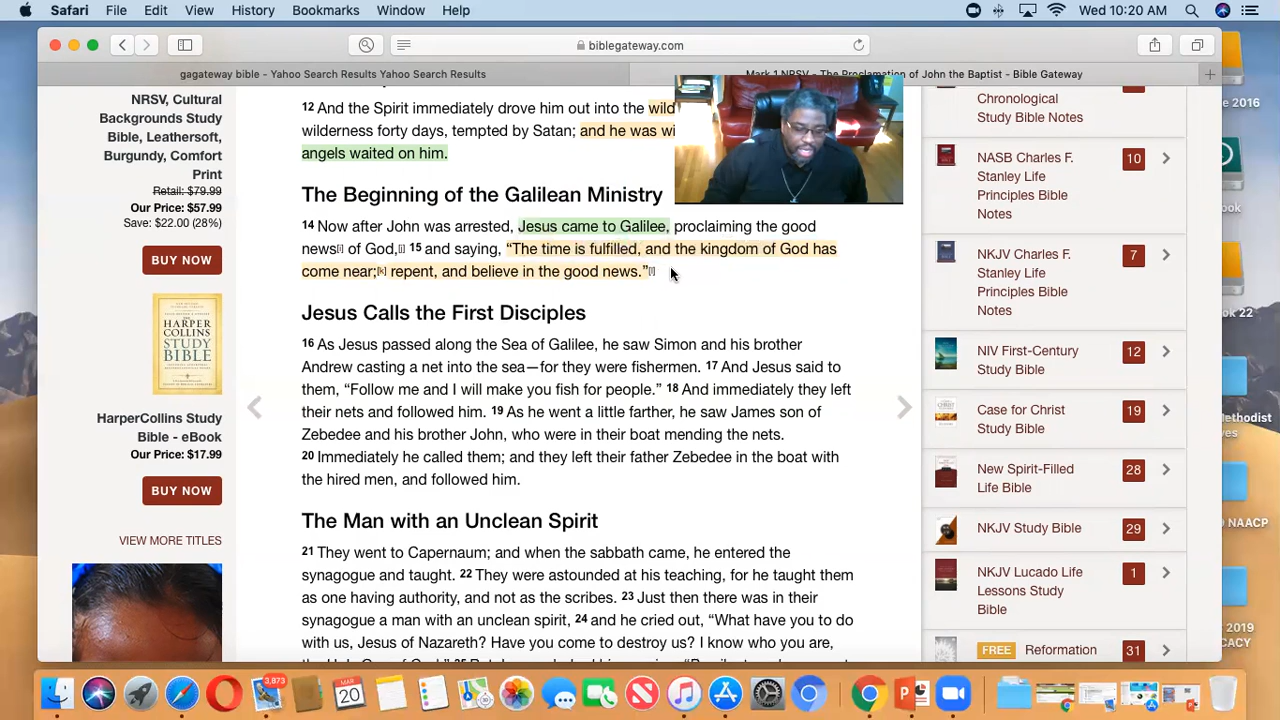 Safari File Edit View History Bookmarks Window Help Wed 10:20 AM
biblegateway.com
gagateway bible - Yahoo Search Results Yahoo Search Results
Mark 1 NRSV - The Proclamation of John the Baptist - Bible Gateway
NRSV, Cultural
Backgrounds Study
Bible, Leathersoft,
Burgundy, Comfort
Print
Retail: $79.99
Our Price: $57.99
Save: $22.00 (28%)
BUY NOW
THE
HARPER
COLLINS
STUDY
BIBLE
HarperCollins Study
Bible - eBook
Our Price: $17.99
BUY NOW
VIEW MORE TITLES
12 And the Spirit immediately drove him out into the wild
wilderness forty days, tempted by Satan; and he was wi
angels waited on him.
The Beginning of the Galilean Ministry
14 Now after John was arrested, Jesus came to Galilee, proclaiming the good
news[i] of God,[j] 15 and saying, “The time is fulfilled, and the kingdom of God has
come near;[k] repent, and believe in the good news.”[l]
Jesus Calls the First Disciples
16 As Jesus passed along the Sea of Galilee, he saw Simon and his brother
Andrew casting a net into the sea—for they were fishermen. 17 And Jesus said to
them, “Follow me and I will make you fish for people.” 18 And immediately they left
their nets and followed him. 19 As he went a little farther, he saw James son of
Zebedee and his brother John, who were in their boat mending the nets.
20 Immediately he called them; and they left their father Zebedee in the boat with
the hired men, and followed him.
The Man with an Unclean Spirit
21 They went to Capernaum; and when the sabbath came, he entered the
synagogue and taught. 22 They were astounded at his teaching, for he taught them
as one having authority, and not as the scribes. 23 Just then there was in their
synagogue a man with an unclean spirit, 24 and he cried out, “What have you to do
with us, Jesus of Nazareth? Have you come to destroy us? I know who you are,
Chronological
Study Bible Notes
NASB Charles F.
Stanley Life
Principles Bible
Notes
10
NKJV Charles F.
Stanley Life
Principles Bible
Notes
7
NIV First-Century
Study Bible
12
Case for Christ
Study Bible
19
New Spirit-Filled
Life Bible
28
NKJV Study Bible
29
NKJV Lucado Life
Lessons Study
Bible
1
FREE Reformation
31
e 2016
ok 22
ethodist
ves
9 NAACP
r 2019
CACY
3,873
MAR
20